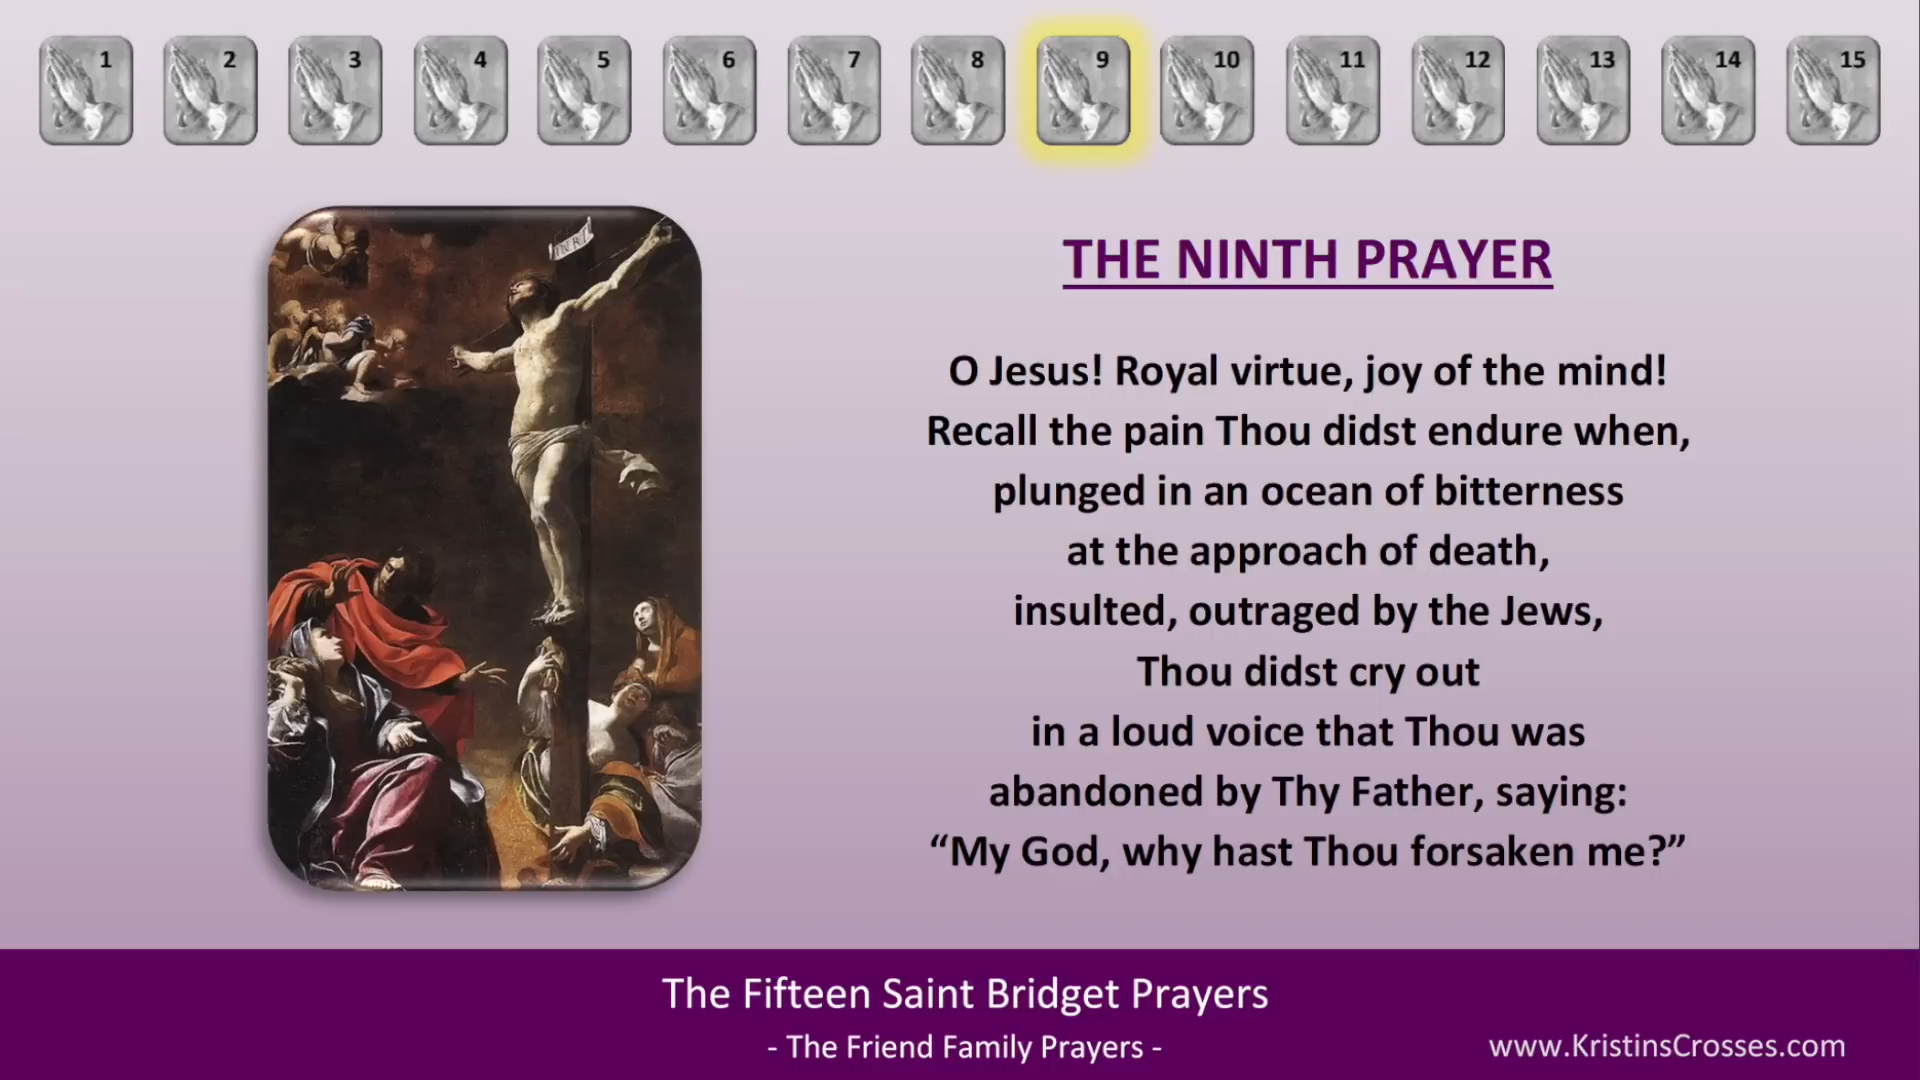 1 2 3 4 5 6 7 8 9 10 11 12 13 14 15
INRI
THE NINTH PRAYER
O Jesus! Royal virtue, joy of the mind!
Recall the pain Thou didst endure when,
plunged in an ocean of bitterness
at the approach of death,
insulted, outraged by the Jews,
Thou didst cry out
in a loud voice that Thou was
abandoned by Thy Father, saying:
“My God, why hast Thou forsaken me?”
The Fifteen Saint Bridget Prayers
- The Friend Family Prayers -
www.KristinsCrosses.com